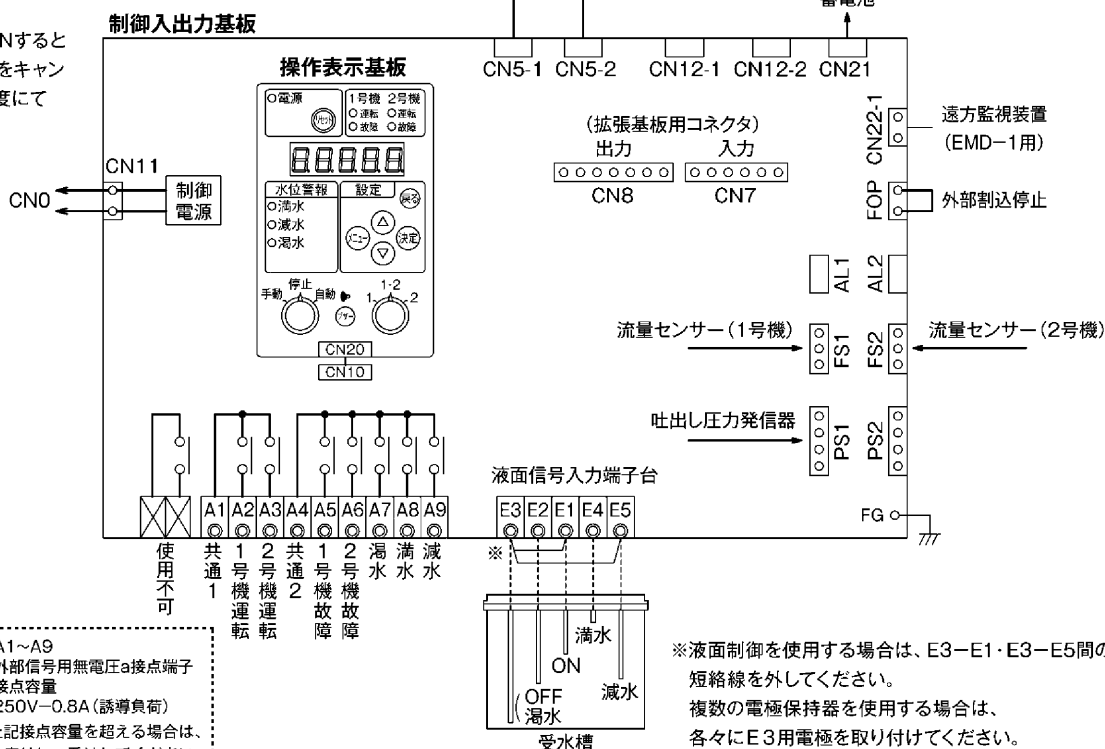 蓄電池
制御入出力基板
Nすると
をキャン
度にて
CN5-1 CN5-2 CN12-1 CN12-2 CN21
操作表示基板
電源
リセット
1号機 2号機
運転 運転
故障 故障
88888
水位警報 設定
満水
減水
渇水
戻る
メニュー
決定
手動 停止 自動
ブザー
1 1-2 2
CN20
CN10
CN11
CN0
制御
電源
(拡張基板用コネクタ)
出力 入力
CN8 CN7
CN22-1
遠方監視装置
(EMD-1用)
FOP
外部割込停止
AL1 AL2
流量センサー(1号機)
FS1 FS2
流量センサー(2号機)
吐出し圧力発信器
PS1 PS2
FG
A1 A2 A3 A4 A5 A6 A7 A8 A9
使用不可
共通1
1号機運転
2号機運転
共通2
1号機故障
2号機故障
渇水
満水
減水
液面信号入力端子台
E3 E2 E1 E4 E5
※
満水
ON
減水
OFF
渇水
受水槽
A1~A9
外部信号用無電圧a接点端子
接点容量
250V-0.8A(誘導負荷)
上記接点容量を超える場合は、
※液面制御を使用する場合は、E3-E1・E3-E5間の
短絡線を外してください。
複数の電極保持器を使用する場合は、
各々にE3用電極を取り付けてください。